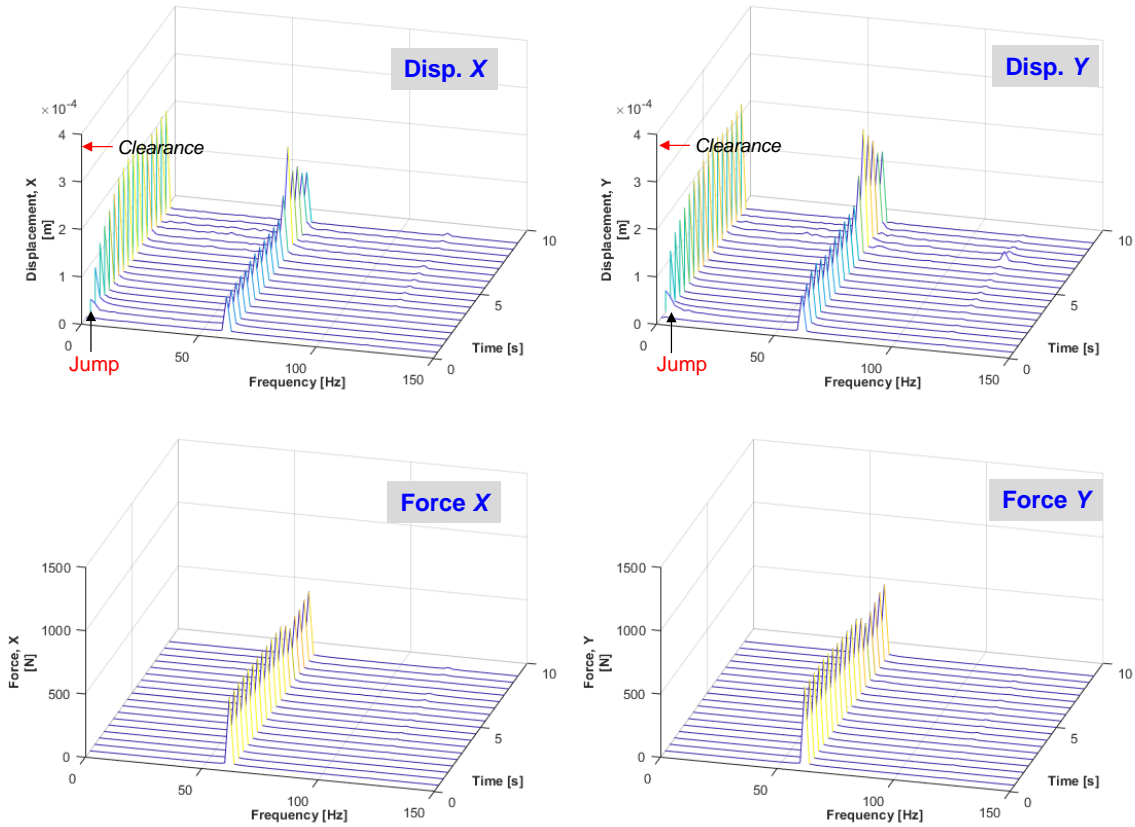 Disp. X
× 10⁻⁴
4
Clearance
3
2
1
0
Displacement, X
[m]
Jump
0
50
100
150
Frequency [Hz]
0
5
10
Time [s]
Disp. Y
× 10⁻⁴
4
Clearance
3
2
1
0
Displacement, Y
[m]
Jump
0
50
100
150
Frequency [Hz]
0
5
10
Time [s]
Force X
1500
1000
500
0
Force, X
[N]
0
50
100
150
Frequency [Hz]
0
5
10
Time [s]
Force Y
1500
1000
500
0
Force, Y
[N]
0
50
100
150
Frequency [Hz]
0
5
10
Time [s]